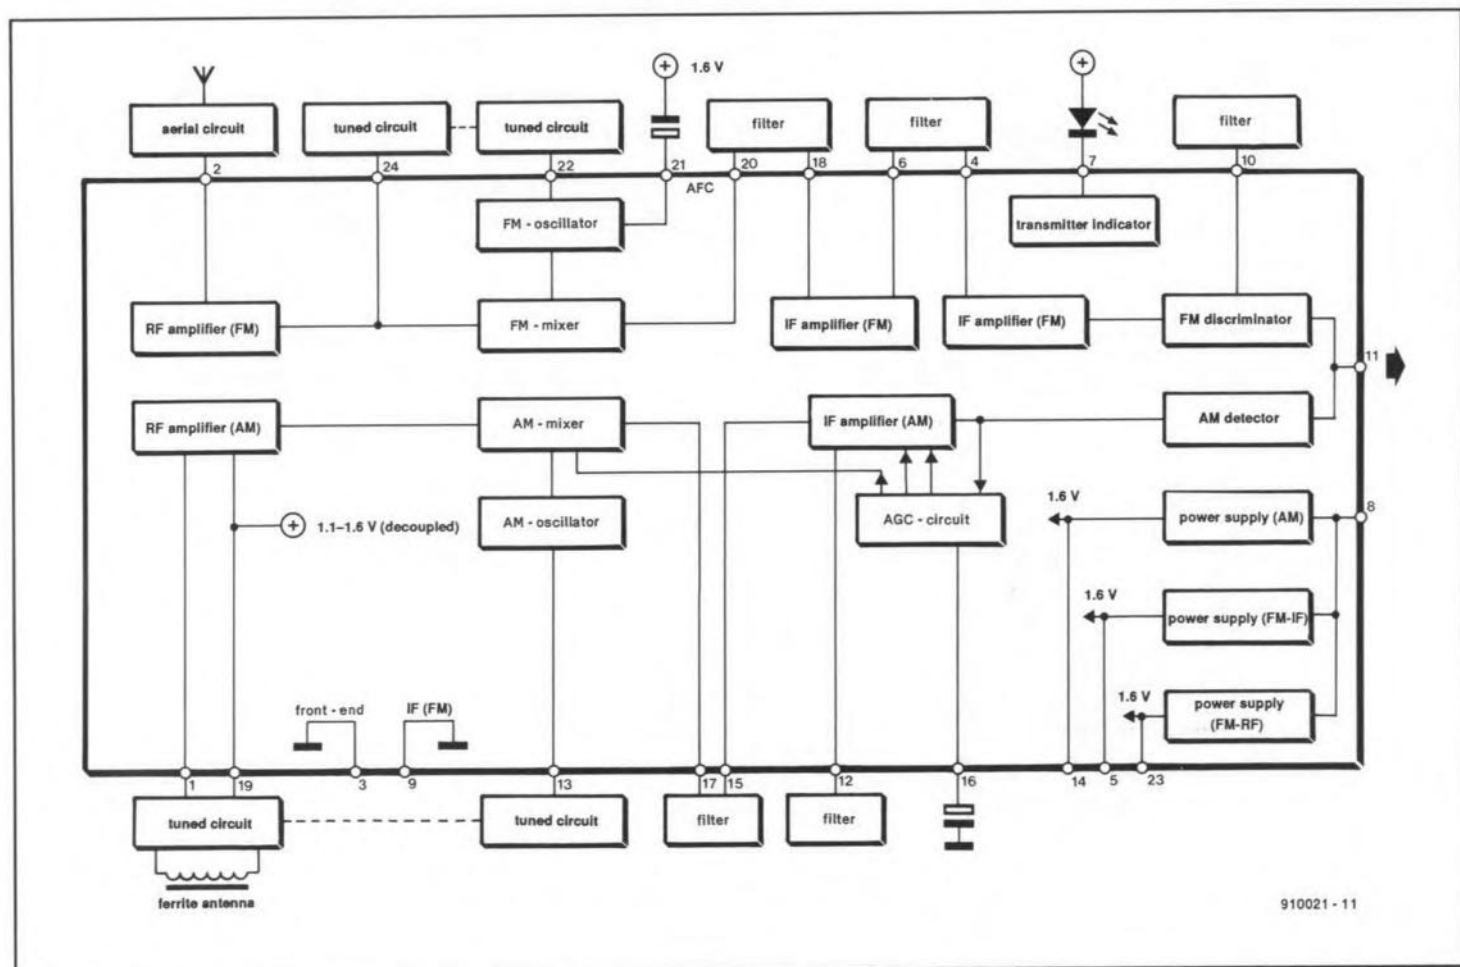 1.6 V
aerial circuit
tuned circuit
tuned circuit
filter
filter
filter
2
24
22
21
20
18
6
4
7
10
AFC
FM - oscillator
transmitter indicator
RF amplifier (FM)
FM - mixer
IF amplifier (FM)
IF amplifier (FM)
FM discriminator
11
RF amplifier (AM)
AM - mixer
IF amplifier (AM)
AM detector
1.1–1.6 V (decoupled)
AM - oscillator
AGC - circuit
1.6 V
power supply (AM)
8
1.6 V
power supply (FM-IF)
1.6 V
power supply
(FM-RF)
front - end
IF (FM)
1
19
3
9
13
17
15
12
16
14
5
23
tuned circuit
tuned circuit
filter
filter
ferrite antenna
910021 - 11